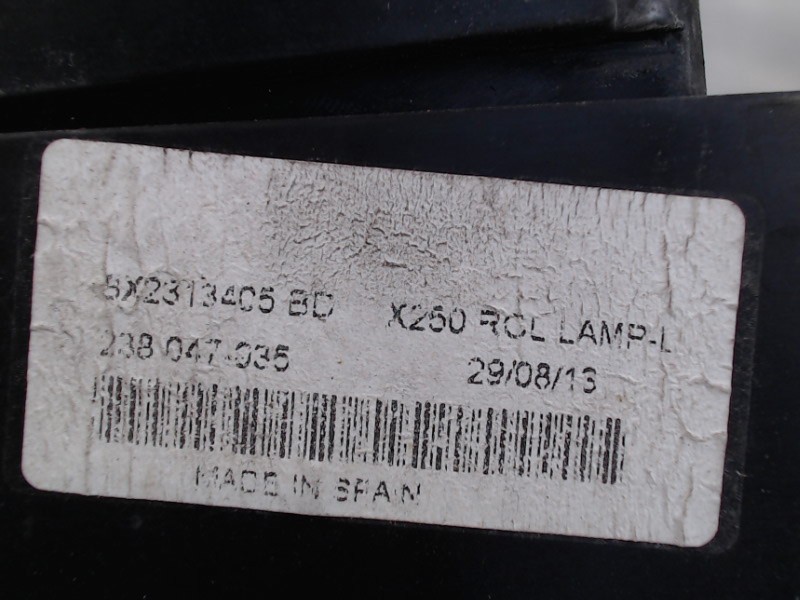 8X2313405 BD X250 RCL LAMP-L
238 047-035 29/08/13
MADE IN SPAIN